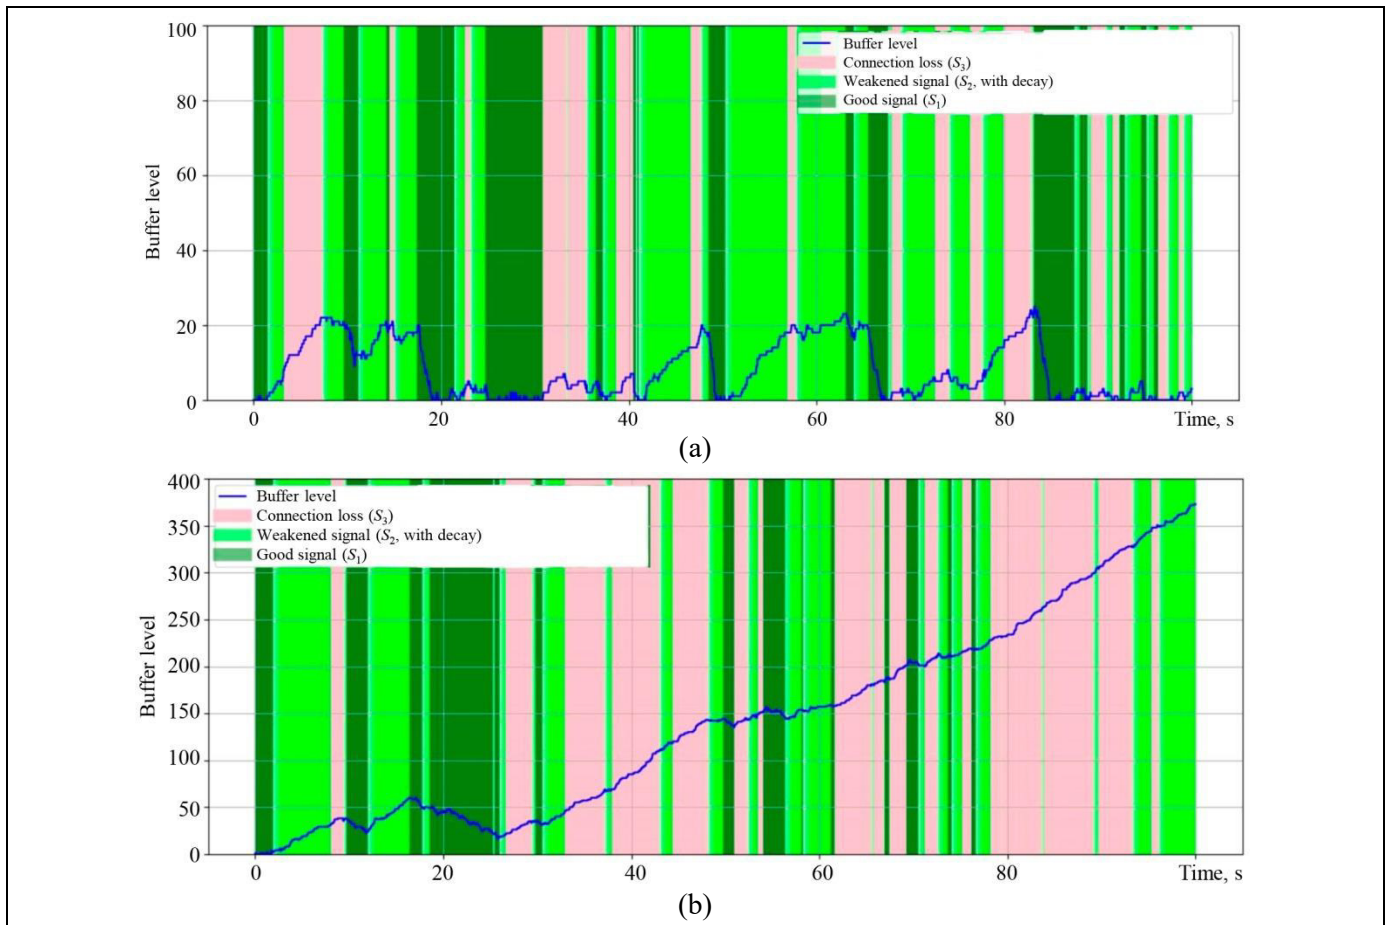 100
80
60
40
20
0
Buffer level
Buffer level
Connection loss (S3)
Weakened signal (S2, with decay)
Good signal (S1)
0 20 40 60 80 Time, s
(a)
400
350
300
250
200
150
100
50
0
Buffer level
Buffer level
Connection loss (S3)
Weakened signal (S2, with decay)
Good signal (S1)
0 20 40 60 80 Time, s
(b)